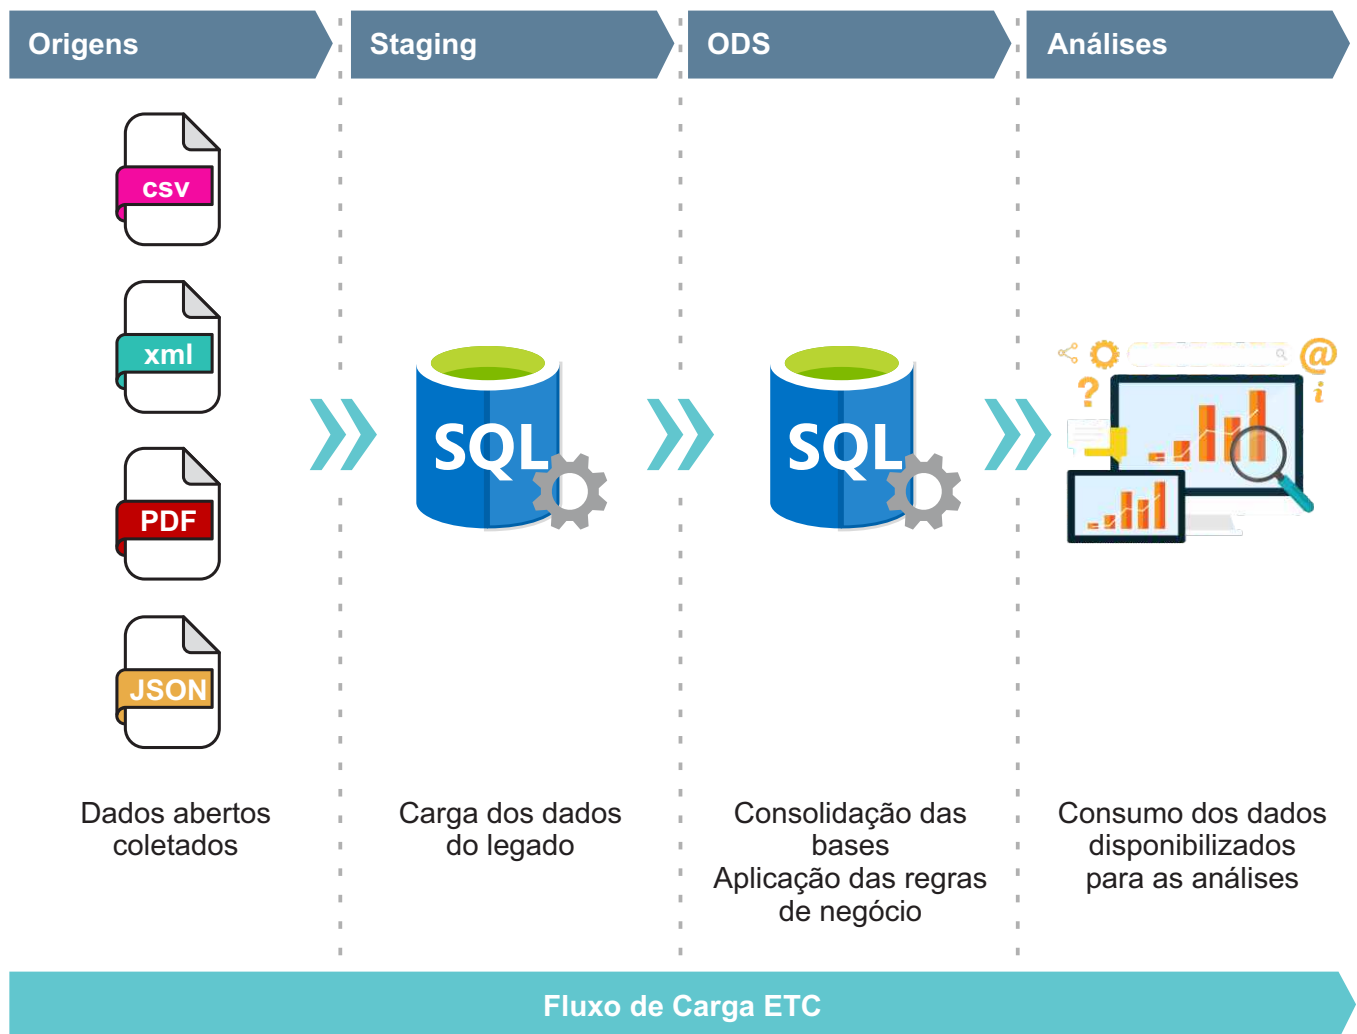 Origens
Staging
ODS
Análises
csv
xml
PDF
JSON
SQL
SQL
@
?
i
Dados abertos
coletados
Carga dos dados
do legado
Consolidação das
bases
Aplicação das regras
de negócio
Consumo dos dados
disponibilizados
para as análises
Fluxo de Carga ETC